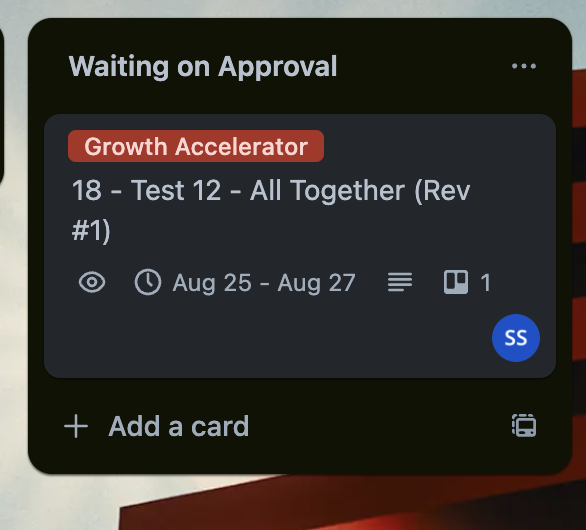 Waiting on Approval
Growth Accelerator
18 - Test 12 - All Together (Rev
#1)
Aug 25 - Aug 27
1
SS
Add a card